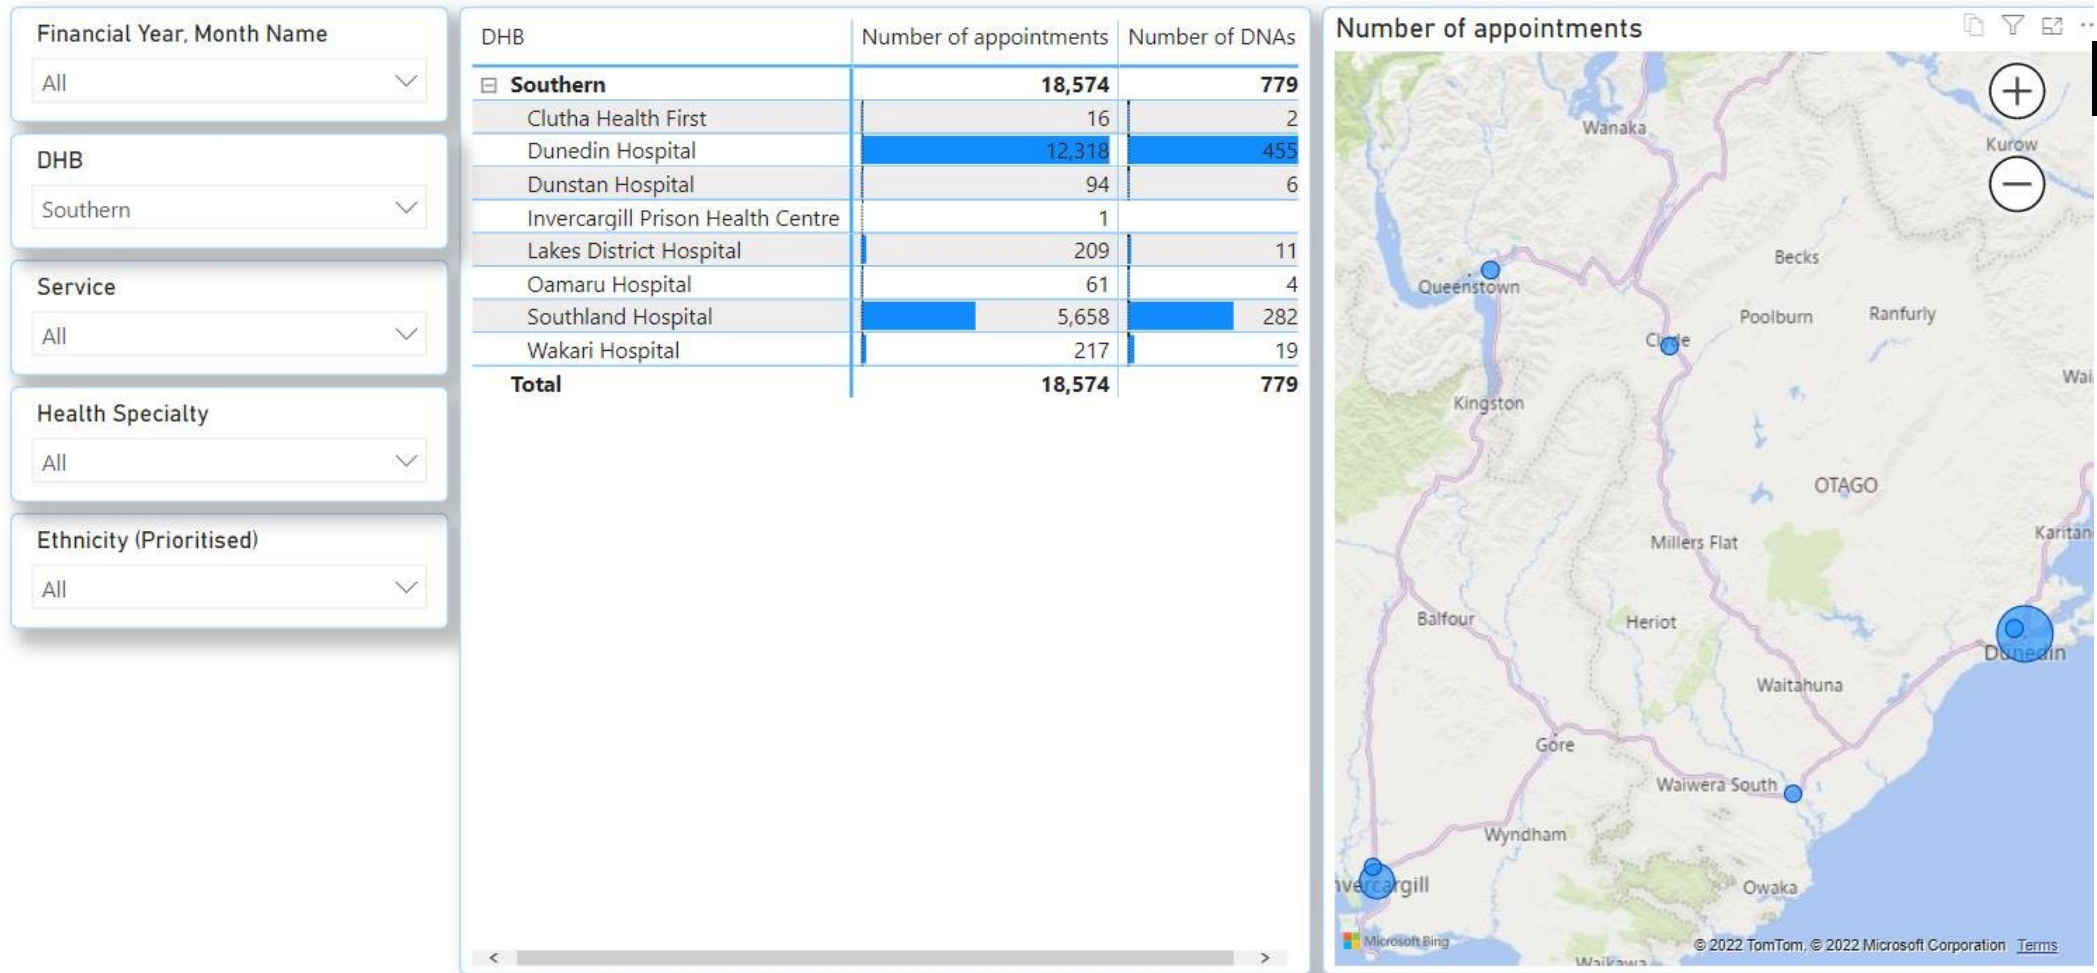 Financial Year, Month Name
All
DHB
Southern
Service
All
Health Specialty
All
Ethnicity (Prioritised)
All
DHB Number of appointments Number of DNAs
Southern 18,574 779
Clutha Health First 16 2
Dunedin Hospital 12,318 455
Dunstan Hospital 94 6
Invercargill Prison Health Centre 1
Lakes District Hospital 209 11
Oamaru Hospital 61 4
Southland Hospital 5,658 282
Wakari Hospital 217 19
Total 18,574 779
Number of appointments
Wanaka
Kurow
Becks
Queenstown
Poolburn Ranfurly
Clyde
Wai
Kingston
OTAGO
Karitan
Millers Flat
Balfour
Heriot
Dunedin
Waitahuna
Gore
Waiwera South
Wyndham
nvercargill
Owaka
Microsoft Bing
© 2022 TomTom, © 2022 Microsoft Corporation Terms
Waikawa